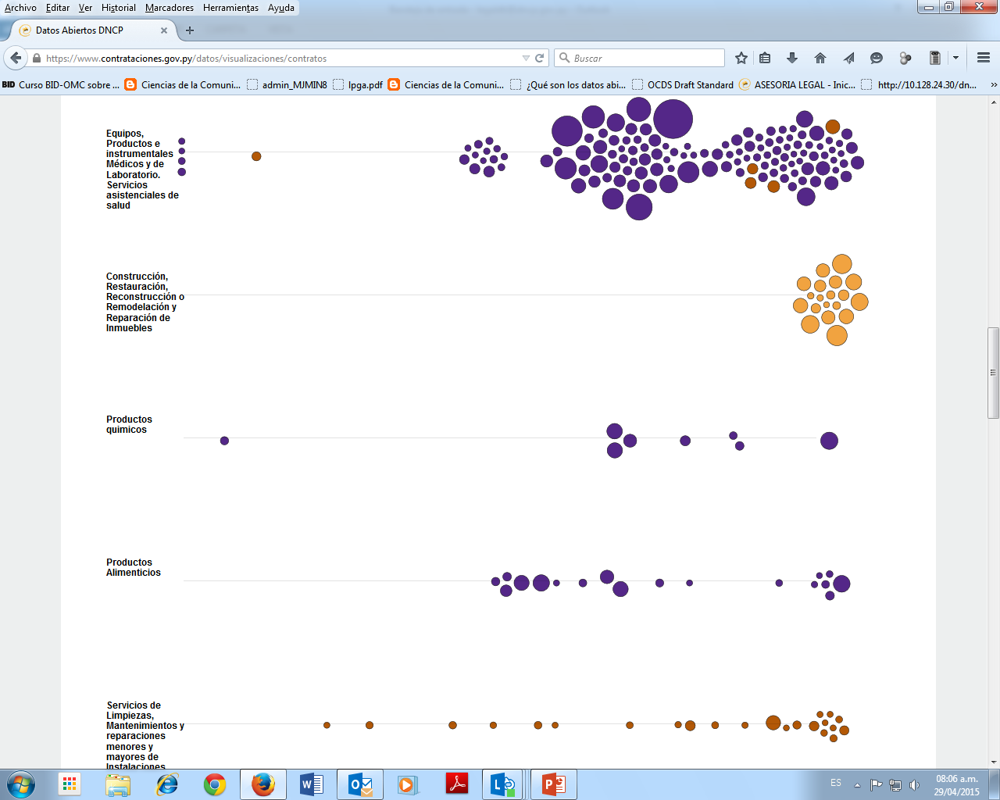 Archivo Editar Ver Historial Marcadores Herramientas Ayuda
Datos Abiertos DNCP
https://www.contrataciones.gov.py/datos/visualizaciones/contratos
Buscar
BID Curso BID-OMC sobre ... Ciencias de la Comuni... admin_MJMIN8 lpga.pdf Ciencias de la Comuni... ¿Qué son los datos abi... OCDS Draft Standard ASESORIA LEGAL - Inic... http://10.128.24.30/dn...
Equipos,
Productos e
instrumentales
Médicos y de
Laboratorio.
Servicios
asistenciales de
salud
Construcción,
Restauración,
Reconstrucción o
Remodelación y
Reparación de
Inmuebles
Productos
quimicos
Productos
Alimenticios
Servicios de
Limpiezas,
Mantenimientos y
reparaciones
menores y
mayores de
Instalaciones
ES
08:06 a.m.
29/04/2015